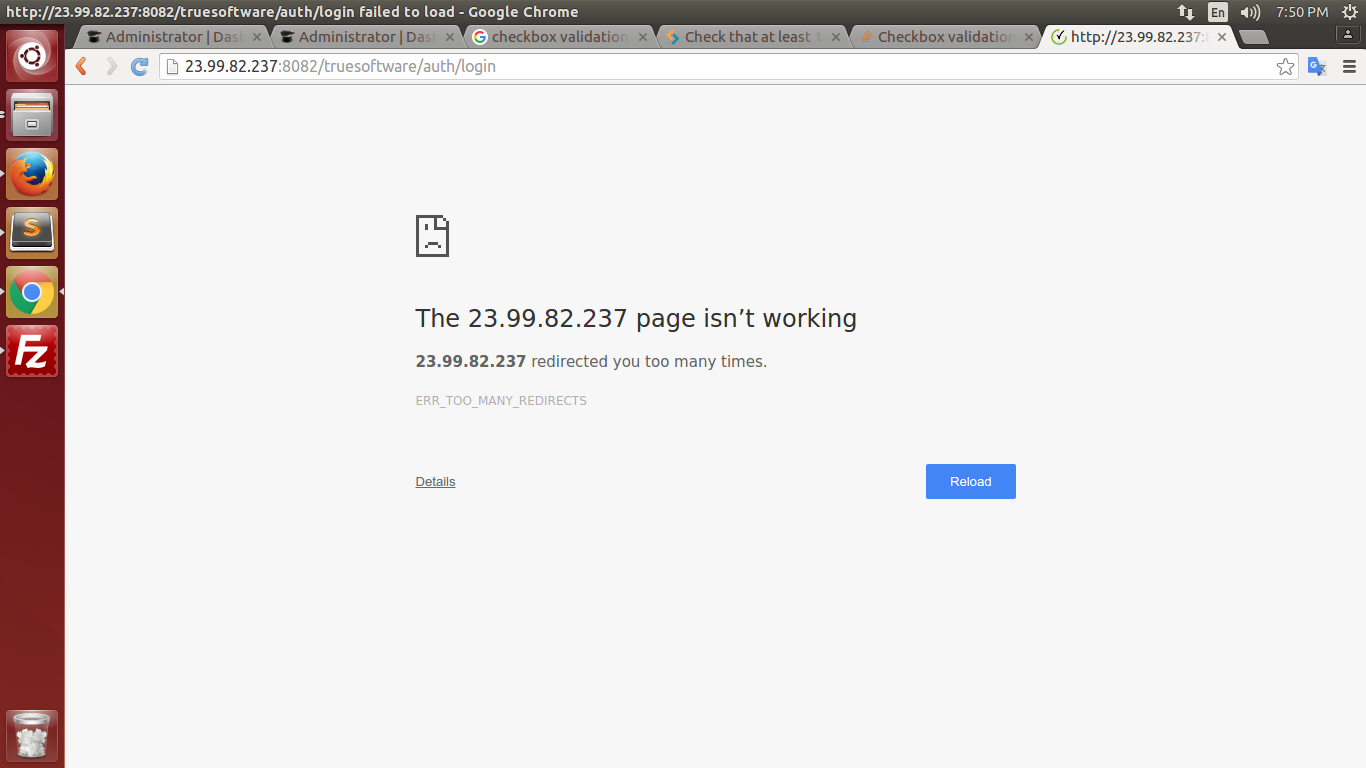 http://23.99.82.237:8082/truesoftware/auth/login failed to load - Google Chrome
En
7:50 PM
Administrator | Das
Administrator | Das
checkbox validation
Check that at least
Checkbox validation
http://23.99.82.237:
23.99.82.237:8082/truesoftware/auth/login
The 23.99.82.237 page isn’t working
23.99.82.237 redirected you too many times.
ERR_TOO_MANY_REDIRECTS
Details
Reload